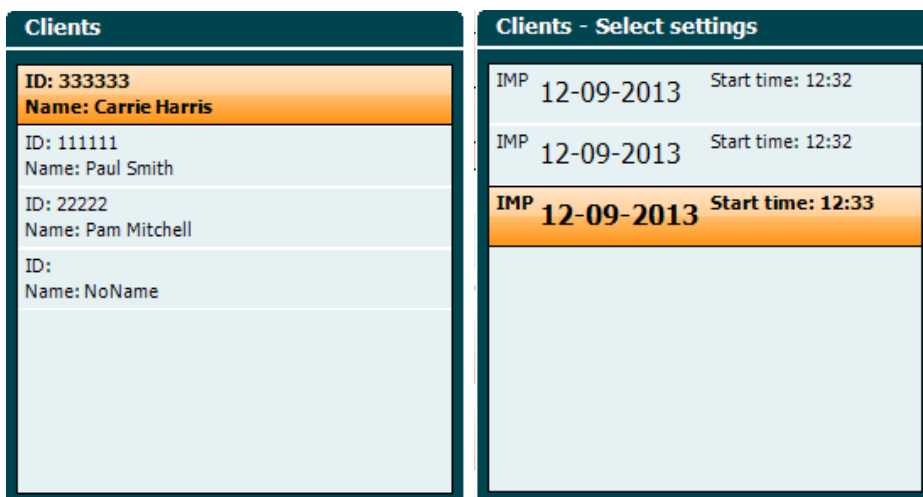 Clients
ID: 333333
Name: Carrie Harris
ID: 111111
Name: Paul Smith
ID: 22222
Name: Pam Mitchell
ID:
Name: NoName
Clients - Select settings
IMP 12-09-2013 Start time: 12:32
IMP 12-09-2013 Start time: 12:32
IMP 12-09-2013 Start time: 12:33